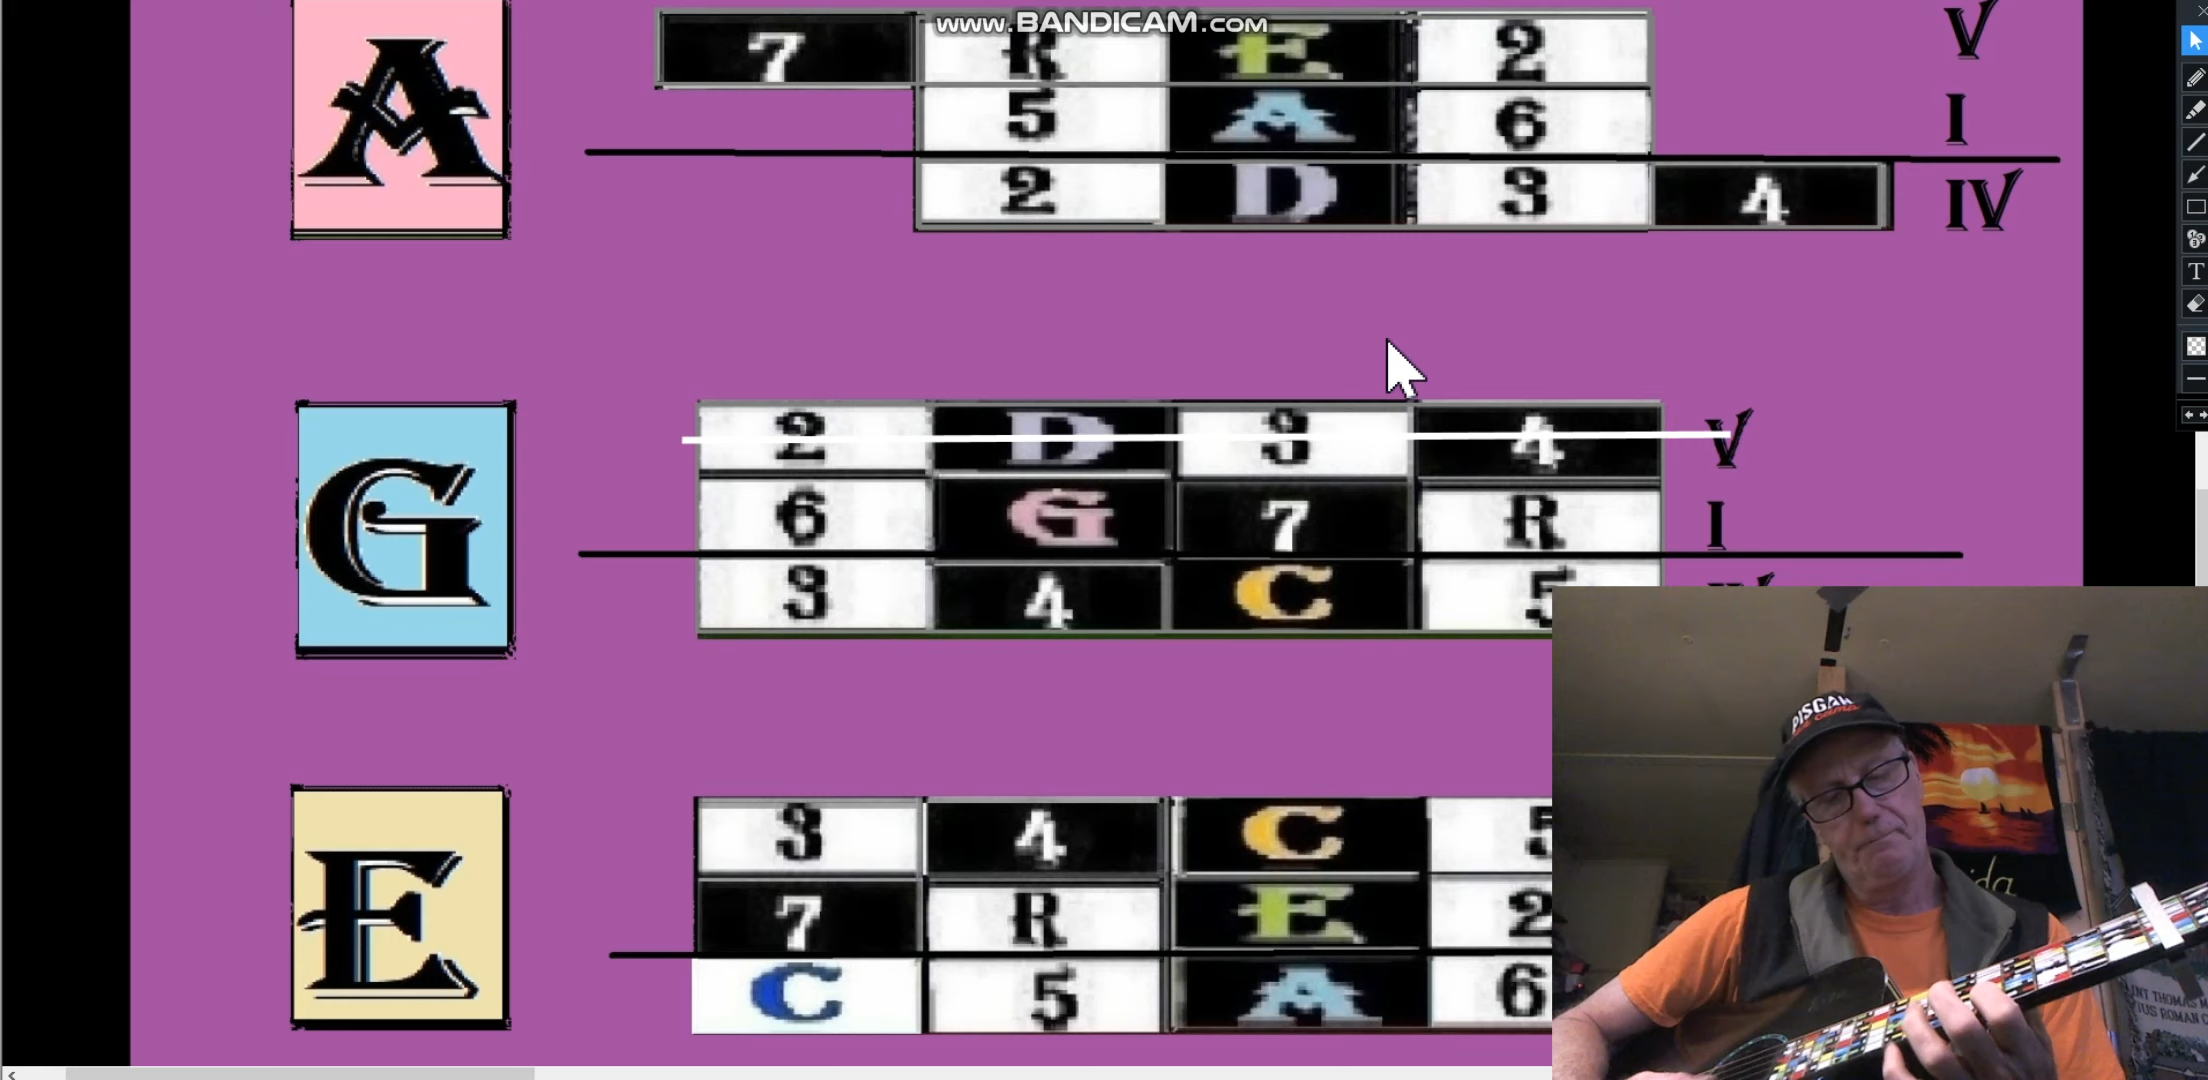 www.BANDICAM.com
A
7 R E 2 V
5 A 6 I
2 D 3 4 IV
G
2 D 3 4 V
6 G 7 R I
3 4 C 5
E
3 4 C 5
7 R E 2
C 5 A 6
PISGAH
ida